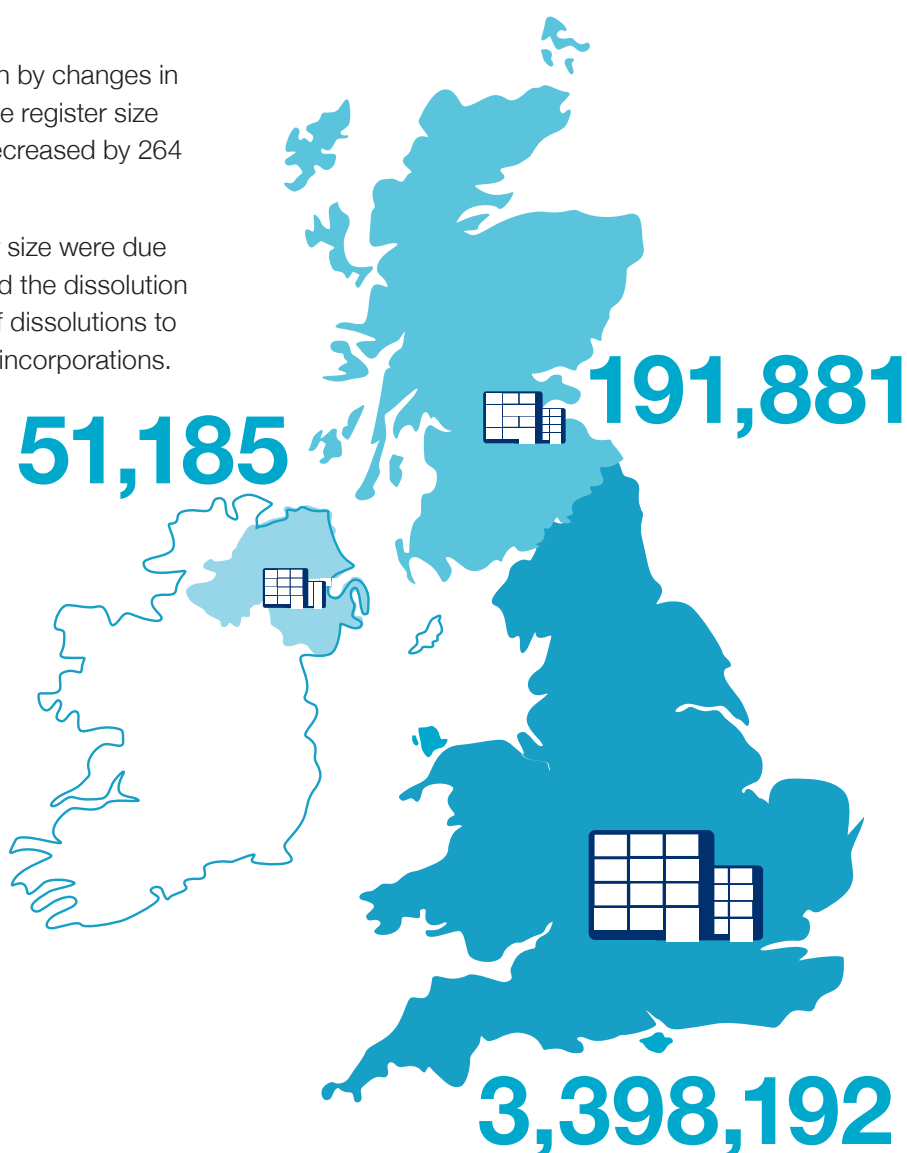 by changes in
register size
ecreased by 264
size were due
the dissolution
dissolutions to
incorporations.
191,881
51,185
3,398,192